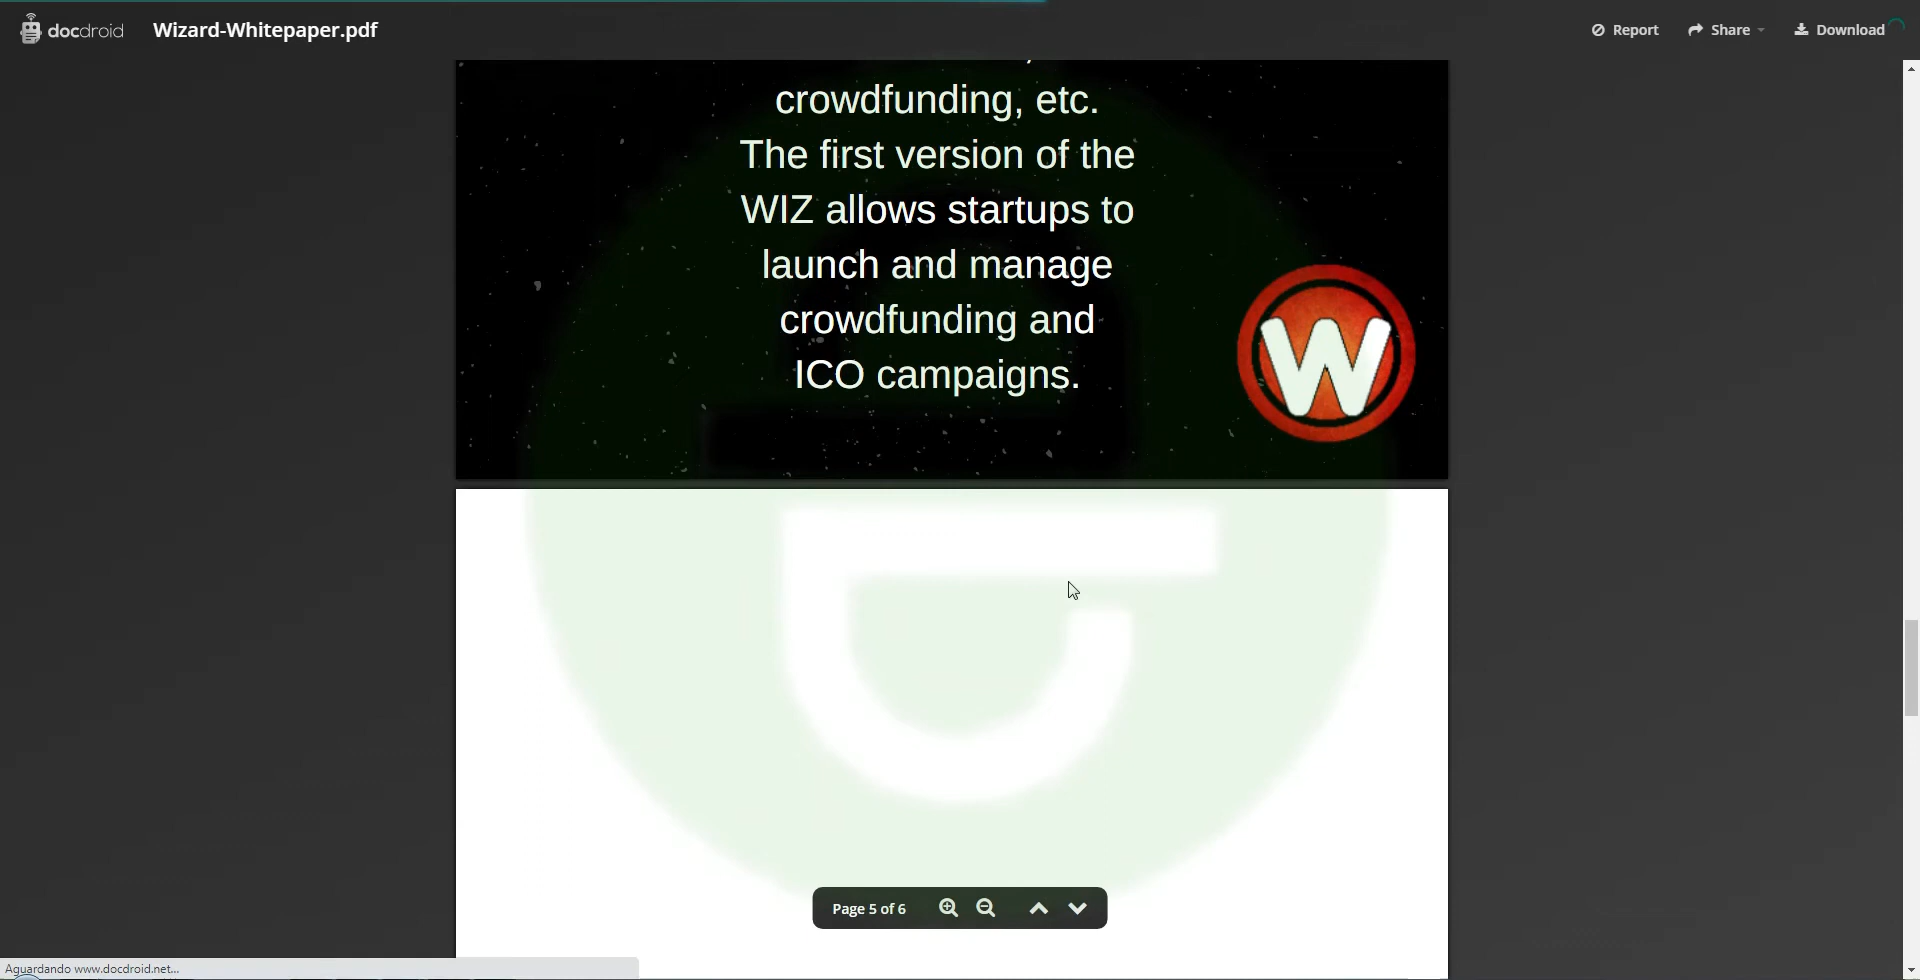 docdroid
Wizard-Whitepaper.pdf
Report
Share
Download
crowdfunding, etc.
The first version of the
WIZ allows startups to
launch and manage
crowdfunding and
ICO campaigns.
W
Page 5 of 6
Aguardando www.docdroid.net...